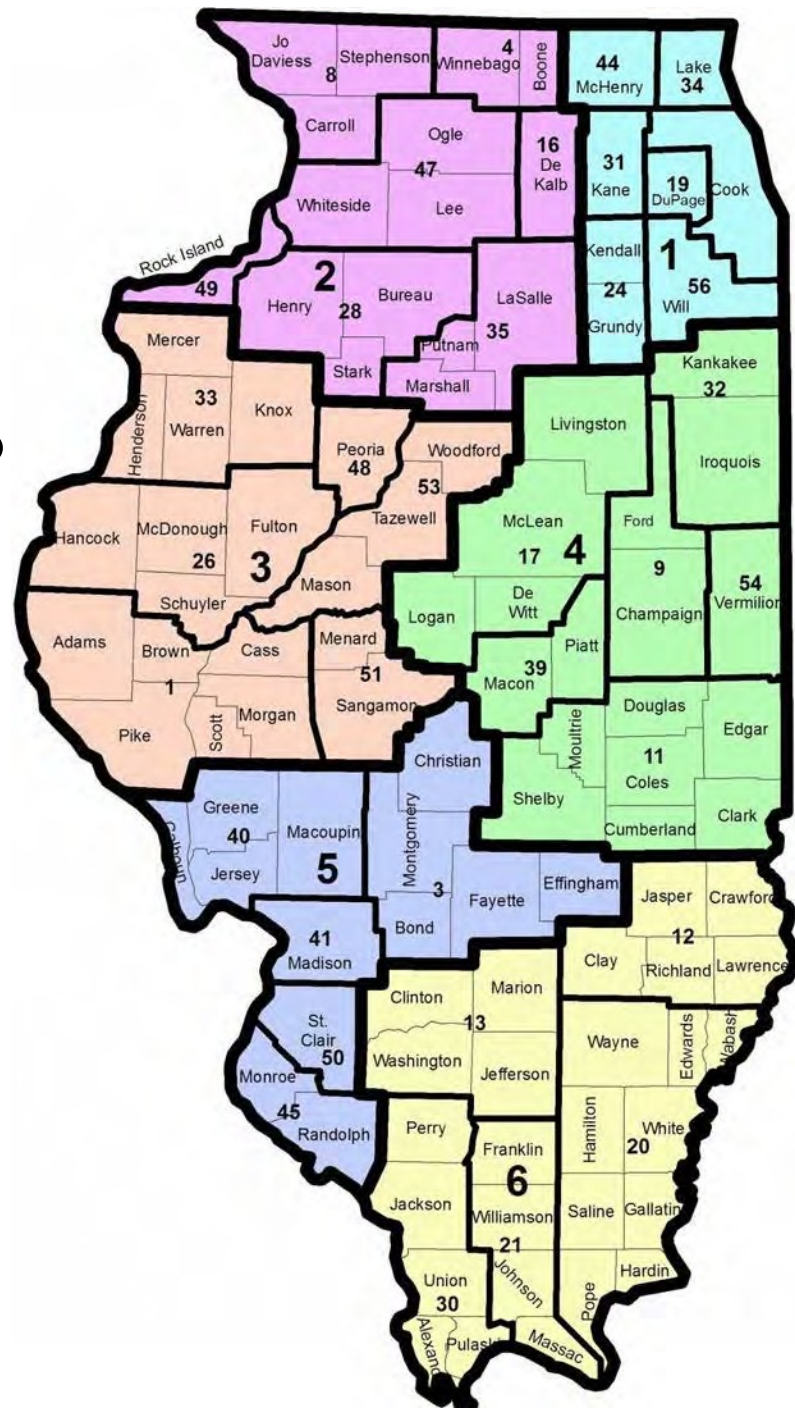 Jo
Daviess
8
Stephenson
4
Winnebago
Boone
44
McHenry
Lake
34
Carroll
Ogle
47
16
De
Kalb
31
Kane
19
DuPage
Cook
Whiteside
Lee
Rock Island
49
Kendall
24
Grundy
1
56
Will
2
Henry
28
Bureau
LaSalle
35
Putnam
Stark
Marshall
Mercer
33
Henderson
Warren
Knox
Peoria
48
Woodford
53
Tazewell
Livingston
Kankakee
32
Iroquois
Hancock
McDonough
26
Fulton
3
Schuyler
Mason
McLean
17
4
Ford
9
Champaign
54
Vermilion
Logan
De
Witt
Adams
Brown
1
Cass
Menard
51
Sangamon
Macon
39
Piatt
Pike
Scott
Morgan
Christian
Moultrie
Douglas
11
Coles
Edgar
Shelby
Cumberland
Clark
Calhoun
Greene
40
Jersey
Macoupin
5
Montgomery
3
Bond
Fayette
Effingham
Jasper
Crawford
12
Clay
Richland
Lawrence
41
Madison
St.
Clair
50
Clinton
Marion
13
Washington
Jefferson
Wayne
Edwards
Wabash
Monroe
45
Randolph
Perry
Franklin
6
Hamilton
White
20
Jackson
Williamson
21
Saline
Gallatin
Union
30
Johnson
Pope
Hardin
Pulaski
Massac